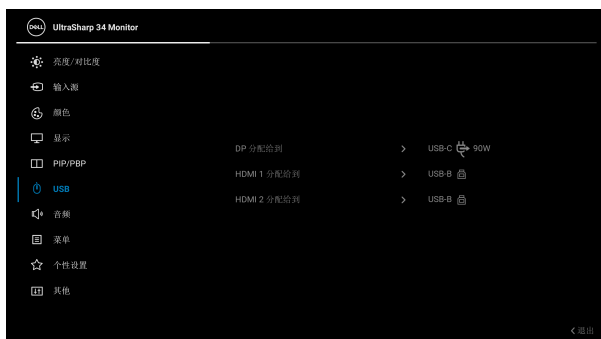 DELL UltraSharp 34 Monitor
亮度/对比度
输入源
颜色
显示
DP 分配给到 USB-C 90W
PIP/PBP
HDMI 1 分配给到 USB-B
USB
HDMI 2 分配给到 USB-B
音频
菜单
个性设置
其他
退出